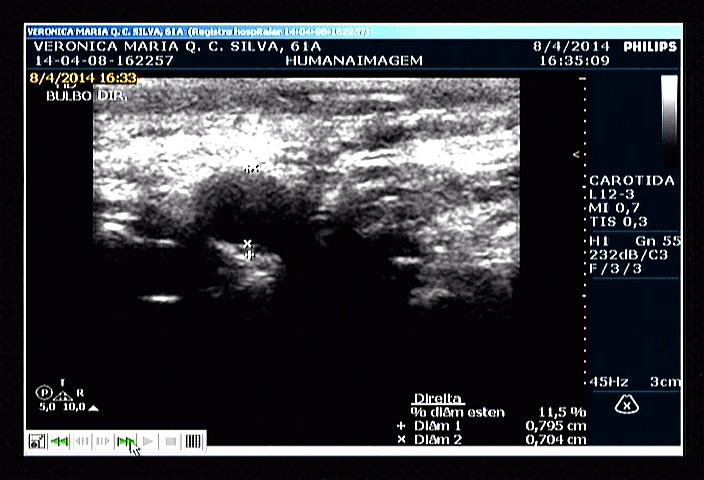 VERONICA MARIA Q. C. SILVA, 61A (Registro hospitalar 14-04-08-162257)
VERONICA MARIA Q. C. SILVA, 61A 8/4/2014 PHILIPS
14-04-08-162257 HUMANAIMAGEM 16:35:09
8/4/2014 16:33
BULBO DIR.
CAROTIDA
L12-3
MI 0,7
TIS 0,3
H1 Gn 55
232dB/C3
F/3/3
45Hz 3cm
P T R
5,0 10,0
Direita
% diâm esten 11,5 %
+ Diâm 1 0,795 cm
× Diâm 2 0,704 cm